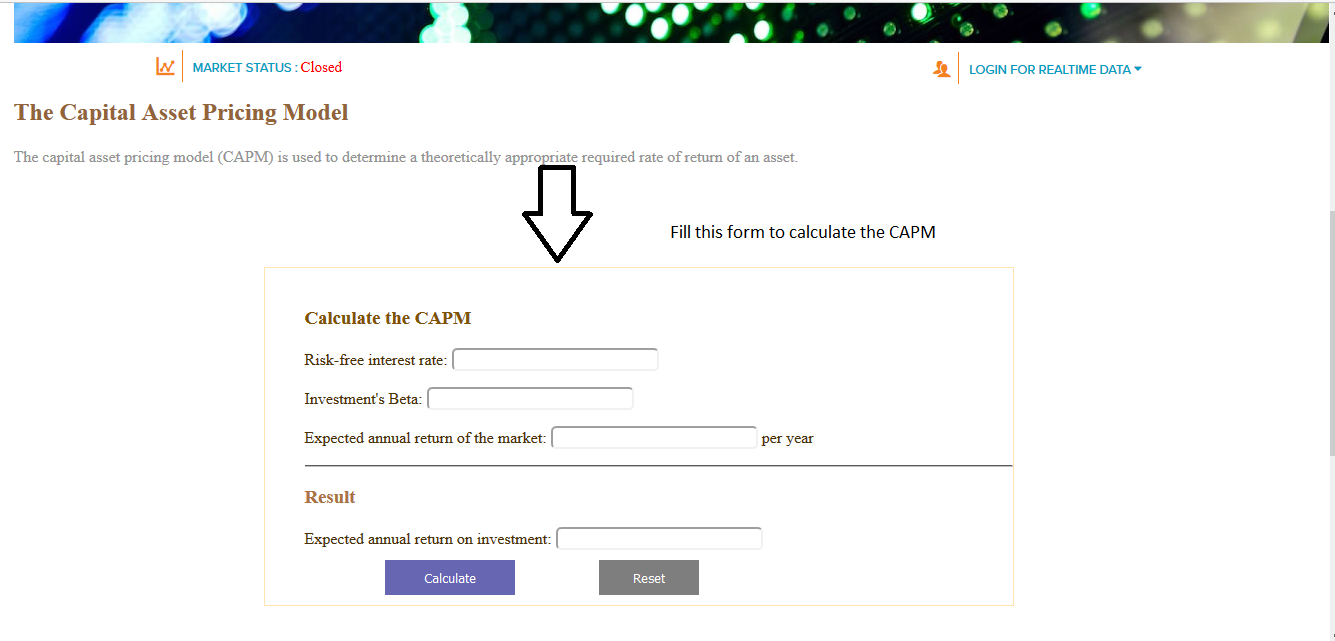 MARKET STATUS : Closed
LOGIN FOR REALTIME DATA
The Capital Asset Pricing Model
The capital asset pricing model (CAPM) is used to determine a theoretically appropriate required rate of return of an asset.
Fill this form to calculate the CAPM
Calculate the CAPM
Risk-free interest rate:
Investment's Beta:
Expected annual return of the market: per year
Result
Expected annual return on investment:
Calculate Reset